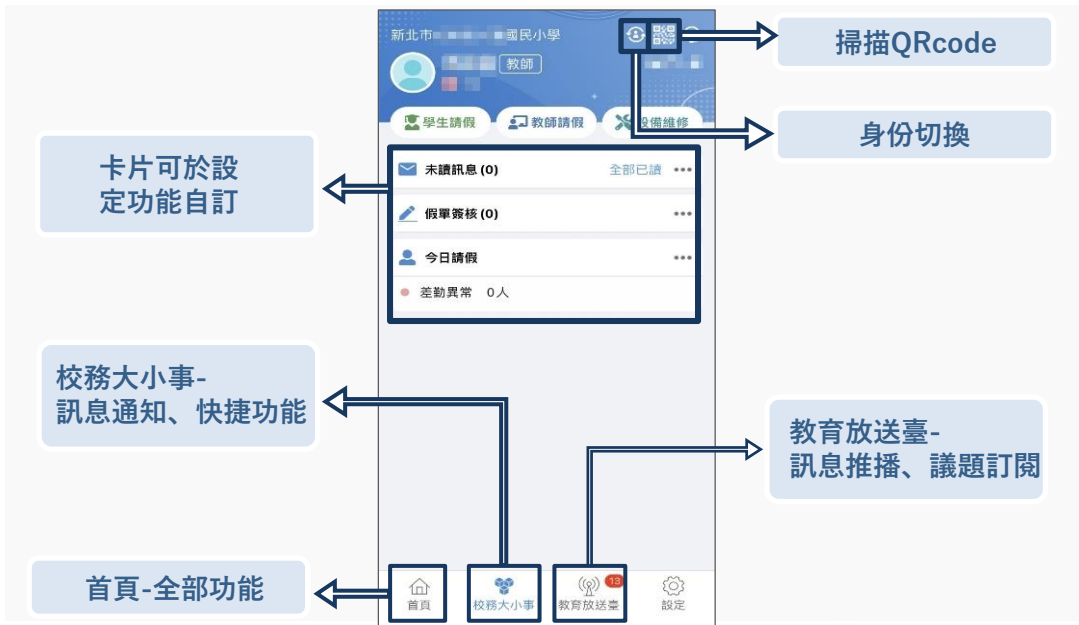 新北市
國民小學
教師
學生請假
教師請假
設備維修
未讀訊息(0)
全部已讀
假單簽核(0)
今日請假
差勤異常 0人
首頁
校務大小事
教育放送臺
13
設定
掃描QRcode
身份切換
卡片可於設
定功能自訂
校務大小事-
訊息通知、快捷功能
教育放送臺-
訊息推播、議題訂閱
首頁-全部功能